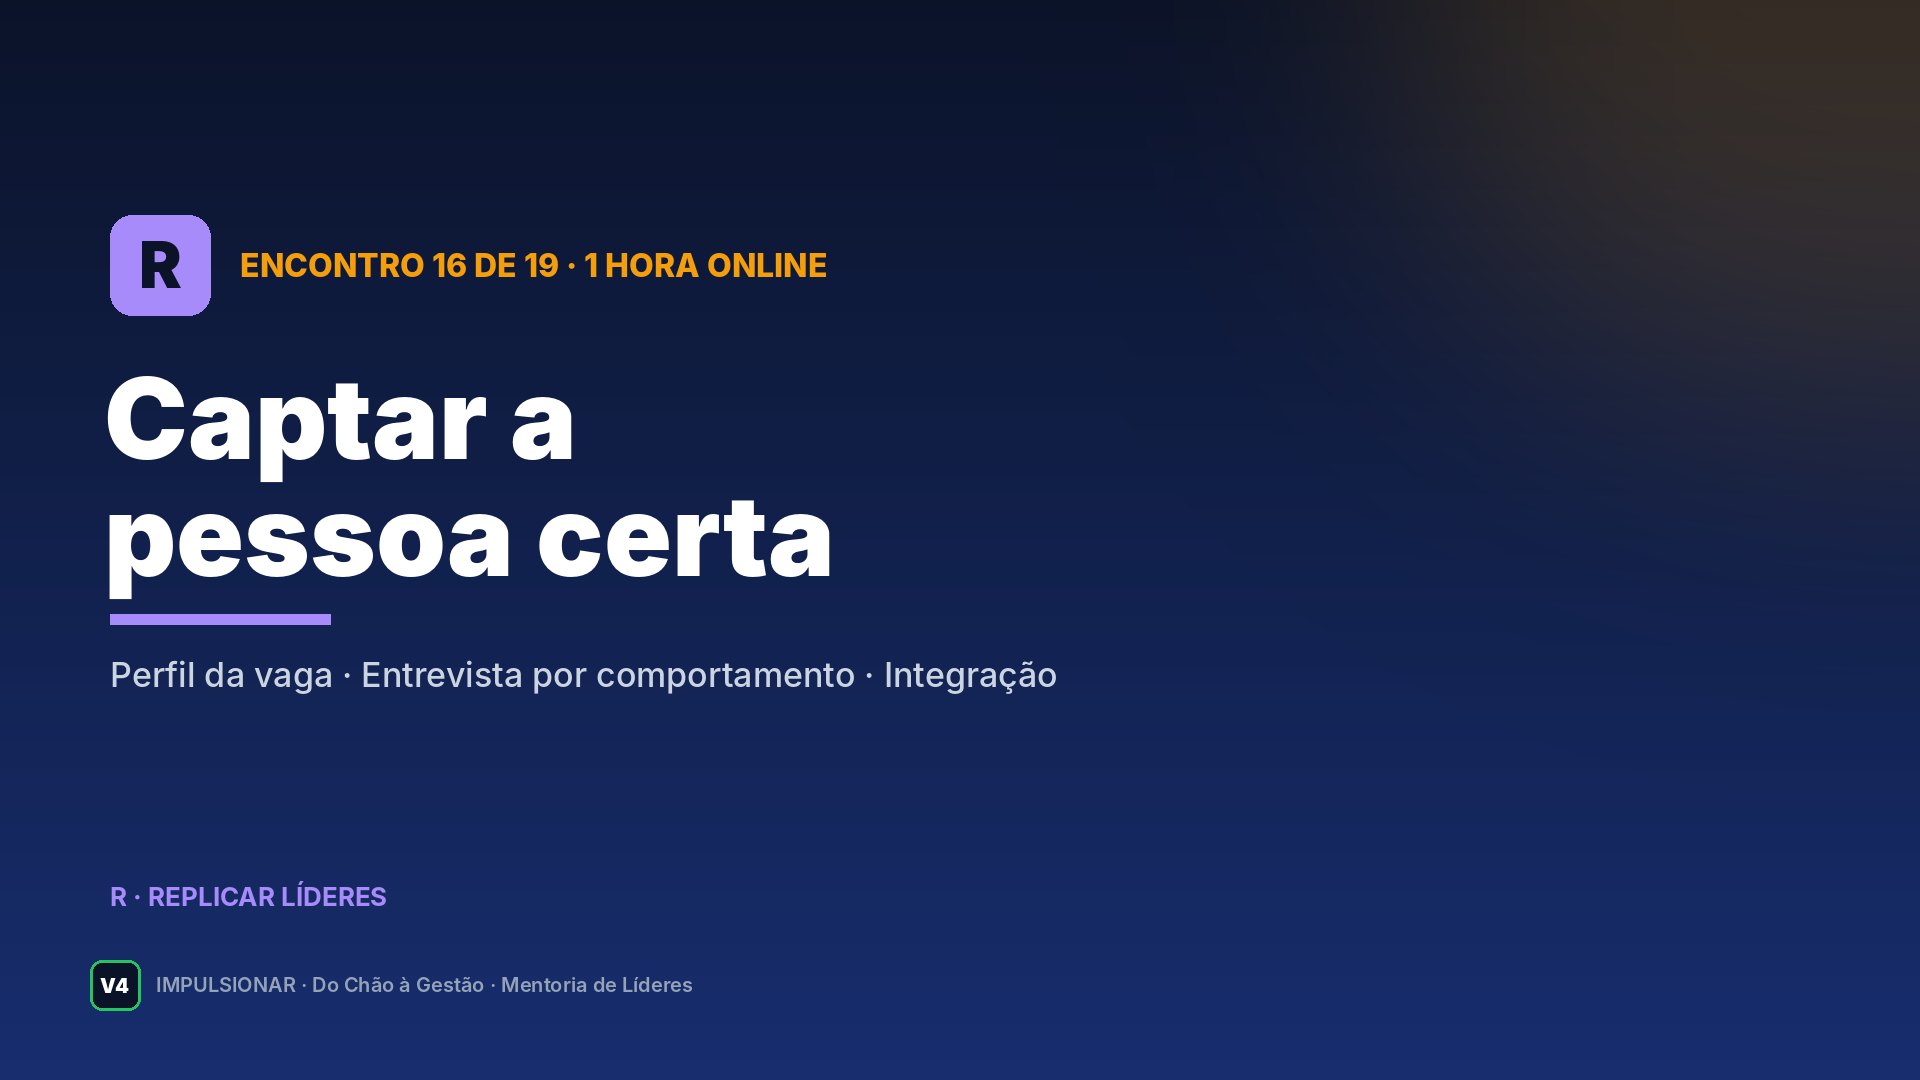 R
ENCONTRO 16 DE 19 · 1 HORA ONLINE
Captar a
pessoa certa
Perfil da vaga · Entrevista por comportamento · Integração
R · REPLICAR LÍDERES
V4
IMPULSIONAR · Do Chão à Gestão · Mentoria de Líderes